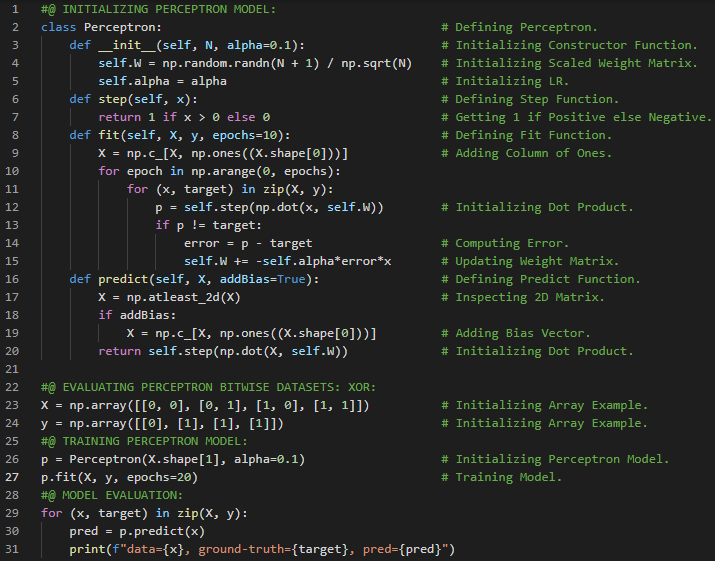 1 #@ INITIALIZING PERCEPTRON MODEL:
2 class Perceptron: # Defining Perceptron.
3 def __init__(self, N, alpha=0.1): # Initializing Constructor Function.
4 self.W = np.random.randn(N + 1) / np.sqrt(N) # Initializing Scaled Weight Matrix.
5 self.alpha = alpha # Initializing LR.
6 def step(self, x): # Defining Step Function.
7 return 1 if x > 0 else 0 # Getting 1 if Positive else Negative.
8 def fit(self, X, y, epochs=10): # Defining Fit Function.
9 X = np.c_[X, np.ones((X.shape[0]))] # Adding Column of Ones.
10 for epoch in np.arange(0, epochs):
11 for (x, target) in zip(X, y):
12 p = self.step(np.dot(x, self.W)) # Initializing Dot Product.
13 if p != target:
14 error = p - target # Computing Error.
15 self.W += -self.alpha*error*x # Updating Weight Matrix.
16 def predict(self, X, addBias=True): # Defining Predict Function.
17 X = np.atleast_2d(X) # Inspecting 2D Matrix.
18 if addBias:
19 X = np.c_[X, np.ones((X.shape[0]))] # Adding Bias Vector.
20 return self.step(np.dot(X, self.W)) # Initializing Dot Product.
21
22 #@ EVALUATING PERCEPTRON BITWISE DATASETS: XOR:
23 X = np.array([[0, 0], [0, 1], [1, 0], [1, 1]]) # Initializing Array Example.
24 y = np.array([[0], [1], [1], [1]]) # Initializing Array Example.
25 #@ TRAINING PERCEPTRON MODEL:
26 p = Perceptron(X.shape[1], alpha=0.1) # Initializing Perceptron Model.
27 p.fit(X, y, epochs=20) # Training Model.
28 #@ MODEL EVALUATION:
29 for (x, target) in zip(X, y):
30 pred = p.predict(x)
31 print(f"data={x}, ground-truth={target}, pred={pred}")